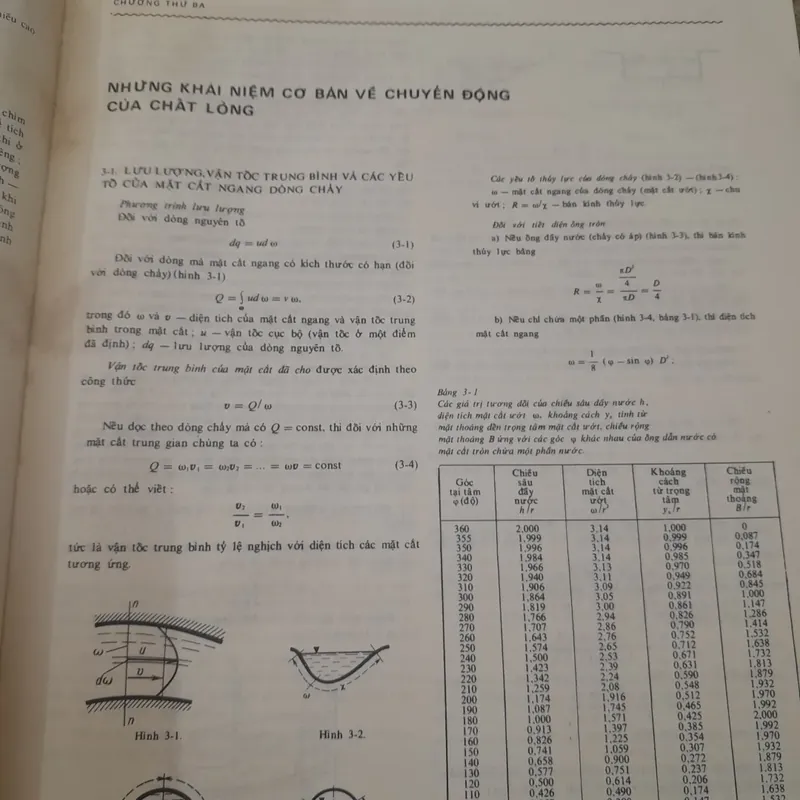 CHƯƠNG THỨ BA
NHỮNG KHÁI NIỆM CƠ BẢN VỀ CHUYỂN ĐỘNG
CỦA CHẤT LỎNG
3-1. LƯU LƯỢNG, VẬN TỐC TRUNG BÌNH VÀ CÁC YẾU
TỐ CỦA MẶT CẮT NGANG DÒNG CHẢY
Phương trình lưu lượng
Đối với dòng nguyên tố
dq = ud ω (3-1)
Đối với dòng mà mặt cắt ngang có kích thước có hạn (đối
với dòng chảy) (hình 3-1)
Q = ∫ ud ω = v ω, (3-2)
ω
trong đó ω và v — diện tích của mặt cắt ngang và vận tốc trung
bình trong mặt cắt ; u — vận tốc cục bộ (vận tốc ở một điểm
đã định) ; dq — lưu lượng của dòng nguyên tố.
Vận tốc trung bình của mặt cắt đã cho được xác định theo
công thức
v = Q/ ω (3-3)
Nếu dọc theo dòng chảy mà có Q = const, thì đối với những
mặt cắt trung gian chúng ta có :
Q = ω₁v₁ = ω₂v₂ = ... = ωv = const (3-4)
hoặc có thể viết :
v₂ / v₁ = ω₁ / ω₂.
tức là vận tốc trung bình tỷ lệ nghịch với diện tích các mặt cắt
tương ứng.
n
ω
u
dω
u
n
Hình 3-1.
χ
ω
Hình 3-2.
Các yếu tố thủy lực của dòng chảy (hình 3-2) — (hình 3-4) :
ω — mặt cắt ngang của dòng chảy (mặt cắt ướt) ; χ — chu
vi ướt ; R = ω/χ — bán kính thủy lực.
Đối với tiết diện ống tròn
a) Nếu ống đầy nước (chảy có áp) (hình 3-3), thì bán kính
thủy lực bằng
R = ω/χ = (πD²/4)/πD = D/4
b) Nếu chỉ chứa một phần (hình 3-4, bảng 3-1), thì diện tích
mặt cắt ngang
ω = 1/8 (φ — sin φ) D² ;
Bảng 3-1
Các giá trị tương đối của chiều sâu đầy nước h,
diện tích mặt cắt ướt ω, khoảng cách y, tính từ
mặt thoáng đến trọng tâm mặt cắt ướt, chiều rộng
mặt thoáng B ứng với các góc φ khác nhau của ống dẫn nước có
mặt cắt tròn chứa một phần nước.
Góc tại tâm φ (độ) | Chiều sâu đầy nước h/r | Diện tích mặt cắt ướt ω/r² | Khoảng cách từ trọng tâm y₀/r | Chiều rộng mặt thoáng B/r
360 2,000 3,14 1,000 0
355 1,999 3,14 0,999 0,087
350 1,996 3,14 0,996 0,174
340 1,984 3,14 0,985 0,347
330 1,966 3,13 0,970 0,518
320 1,940 3,11 0,949 0,684
310 1,906 3,09 0,922 0,845
300 1,864 3,05 0,891 1,000
290 1,819 3,00 0,861 1,147
280 1,766 2,94 0,826 1,286
270 1,707 2,86 0,790 1,414
260 1,643 2,76 0,752 1,532
250 1,574 2,65 0,712 1,638
240 1,500 2,53 0,671 1,732
230 1,423 2,39 0,631 1,813
220 1,342 2,24 0,590 1,879
210 1,259 2,08 0,548 1,932
200 1,174 1,916 0,512 1,970
190 1,087 1,745 0,465 1,992
180 1,000 1,571 0,425 2,000
170 0,913 1,397 0,385 1,992
160 0,826 1,225 0,354 1,970
150 0,741 1,059 0,307 1,932
140 0,658 0,900 0,272 1,879
130 0,577 0,751 0,237 1,813
120 0,500 0,614 0,206 1,732
110 0,426 0,490 0,174 1,638